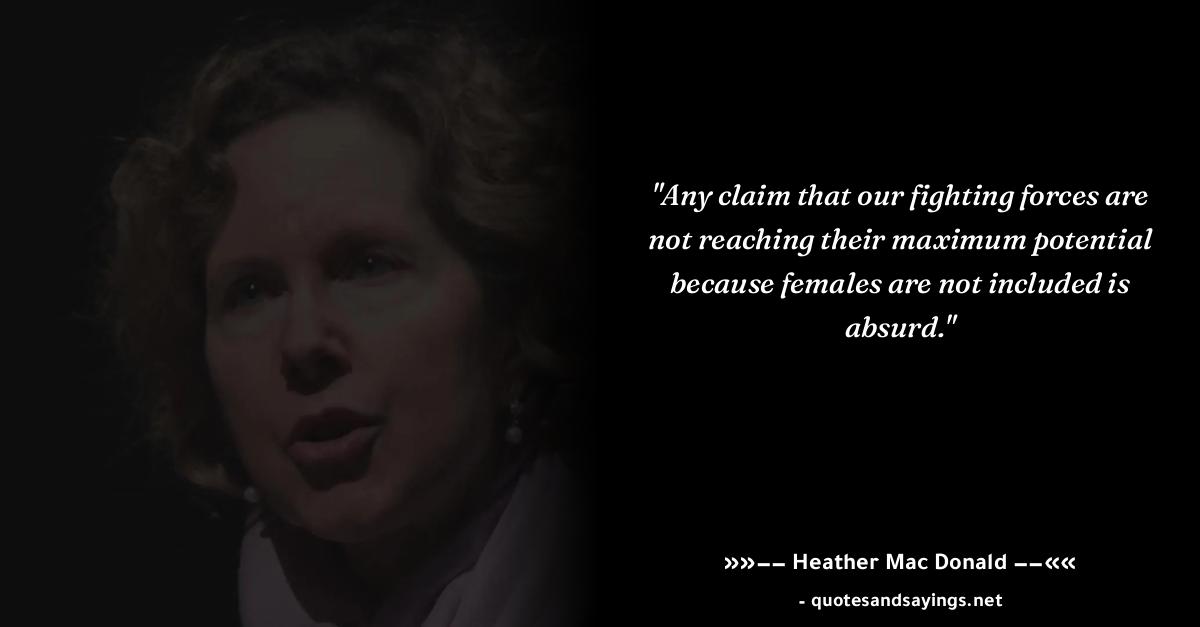 "Any claim that our fighting forces are
not reaching their maximum potential
because females are not included is
absurd."
»»−− Heather Mac Donald −−««
- quotesandsayings.net